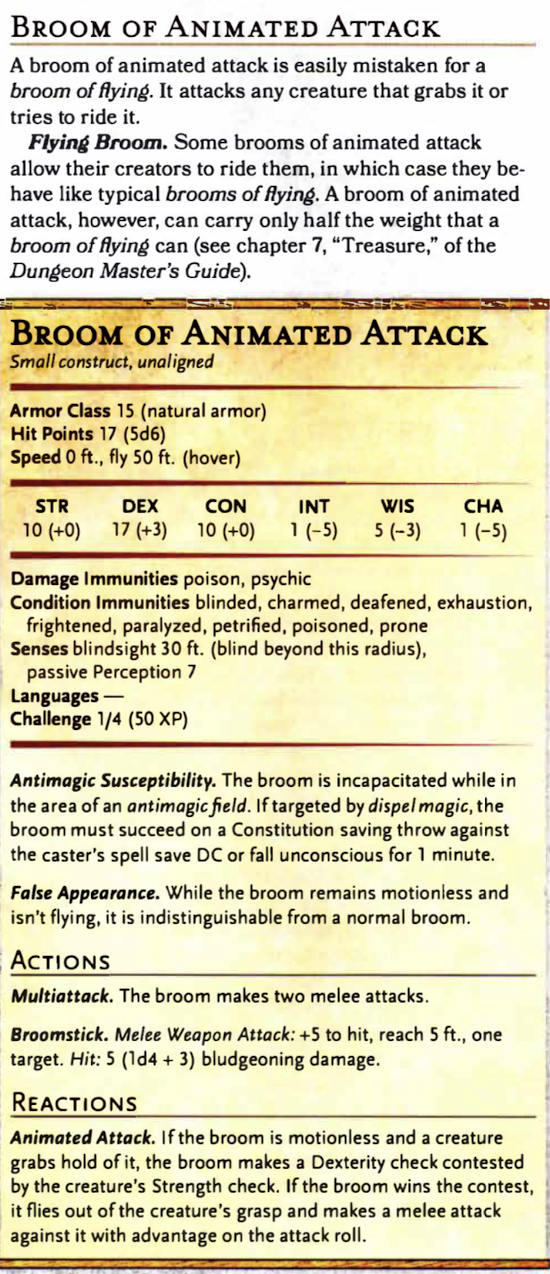 BROOM OF ANIMATED ATTACK
A broom of animated attack is easily mistaken for a
broom of flying. It attacks any creature that grabs it or
tries to ride it.
Flying Broom. Some brooms of animated attack
allow their creators to ride them, in which case they be-
have like typical brooms of flying. A broom of animated
attack, however, can carry only half the weight that a
broom of flying can (see chapter 7, “Treasure,” of the
Dungeon Master's Guide).
BROOM OF ANIMATED ATTACK
Small construct, unaligned
Armor Class 15 (natural armor)
Hit Points 17 (5d6)
Speed 0 ft., fly 50 ft. (hover)
STR DEX CON INT WIS CHA
10 (+0) 17 (+3) 10 (+0) 1 (−5) 5 (−3) 1 (−5)
Damage Immunities poison, psychic
Condition Immunities blinded, charmed, deafened, exhaustion,
frightened, paralyzed, petrified, poisoned, prone
Senses blindsight 30 ft. (blind beyond this radius),
passive Perception 7
Languages —
Challenge 1/4 (50 XP)
Antimagic Susceptibility. The broom is incapacitated while in
the area of an antimagic field. If targeted by dispel magic, the
broom must succeed on a Constitution saving throw against
the caster's spell save DC or fall unconscious for 1 minute.
False Appearance. While the broom remains motionless and
isn't flying, it is indistinguishable from a normal broom.
ACTIONS
Multiattack. The broom makes two melee attacks.
Broomstick. Melee Weapon Attack: +5 to hit, reach 5 ft., one
target. Hit: 5 (1d4 + 3) bludgeoning damage.
REACTIONS
Animated Attack. If the broom is motionless and a creature
grabs hold of it, the broom makes a Dexterity check contested
by the creature's Strength check. If the broom wins the contest,
it flies out of the creature's grasp and makes a melee attack
against it with advantage on the attack roll.